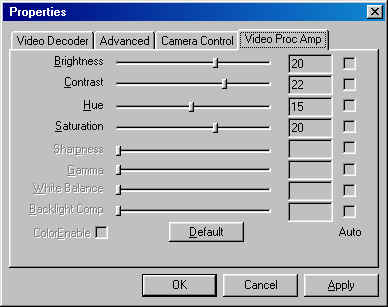 Properties
Video Decoder Advanced Camera Control Video Proc Amp
Brightness 20
Contrast 22
Hue 15
Saturation 20
Sharpness
Gamma
White Balance
Backlight Comp
ColorEnable Default Auto
OK Cancel Apply